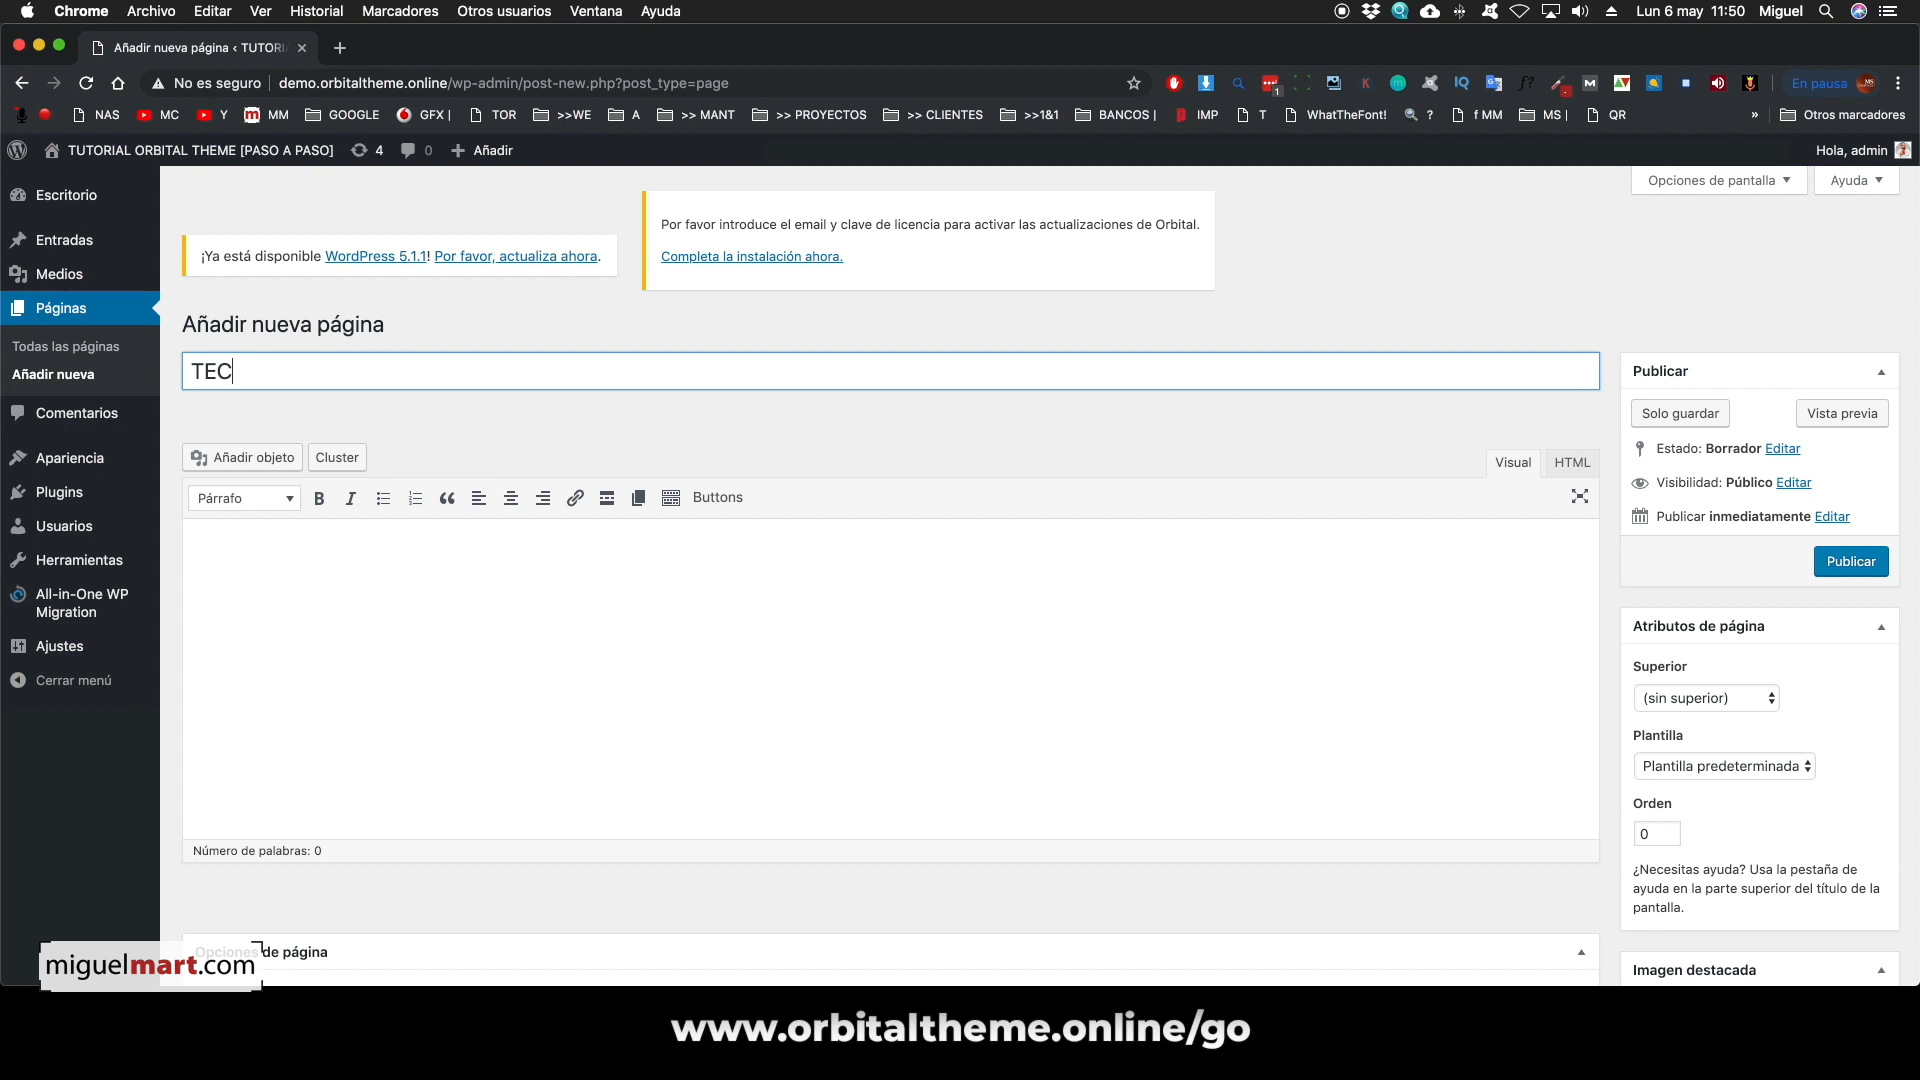 Chrome Archivo Editar Ver Historial Marcadores Otros usuarios Ventana Ayuda Lun 6 may 11:50 Miguel
Añadir nueva página ‹ TUTORI
No es seguro demo.orbitaltheme.online/wp-admin/post-new.php?post_type=page En pausa
NAS MC Y MM GOOGLE GFX | TOR >>WE A >> MANT >> PROYECTOS >> CLIENTES >>1&1 BANCOS | IMP T WhatTheFont! ? f MM MS | QR » Otros marcadores
TUTORIAL ORBITAL THEME [PASO A PASO] 4 0 Añadir Hola, admin
Opciones de pantalla Ayuda
Escritorio
Entradas
Medios
Páginas
Todas las páginas
Añadir nueva
Comentarios
Apariencia
Plugins
Usuarios
Herramientas
All-in-One WP
Migration
Ajustes
Cerrar menú
¡Ya está disponible WordPress 5.1.1! Por favor, actualiza ahora.
Por favor introduce el email y clave de licencia para activar las actualizaciones de Orbital.
Completa la instalación ahora.
Añadir nueva página
TEC
Añadir objeto Cluster
Visual HTML
Párrafo Buttons
Número de palabras: 0
Opciones de página
Publicar
Solo guardar Vista previa
Estado: Borrador Editar
Visibilidad: Público Editar
Publicar inmediatamente Editar
Publicar
Atributos de página
Superior
(sin superior)
Plantilla
Plantilla predeterminada
Orden
0
¿Necesitas ayuda? Usa la pestaña de
ayuda en la parte superior del título de la
pantalla.
Imagen destacada
miguelmart.com
www.orbitaltheme.online/go